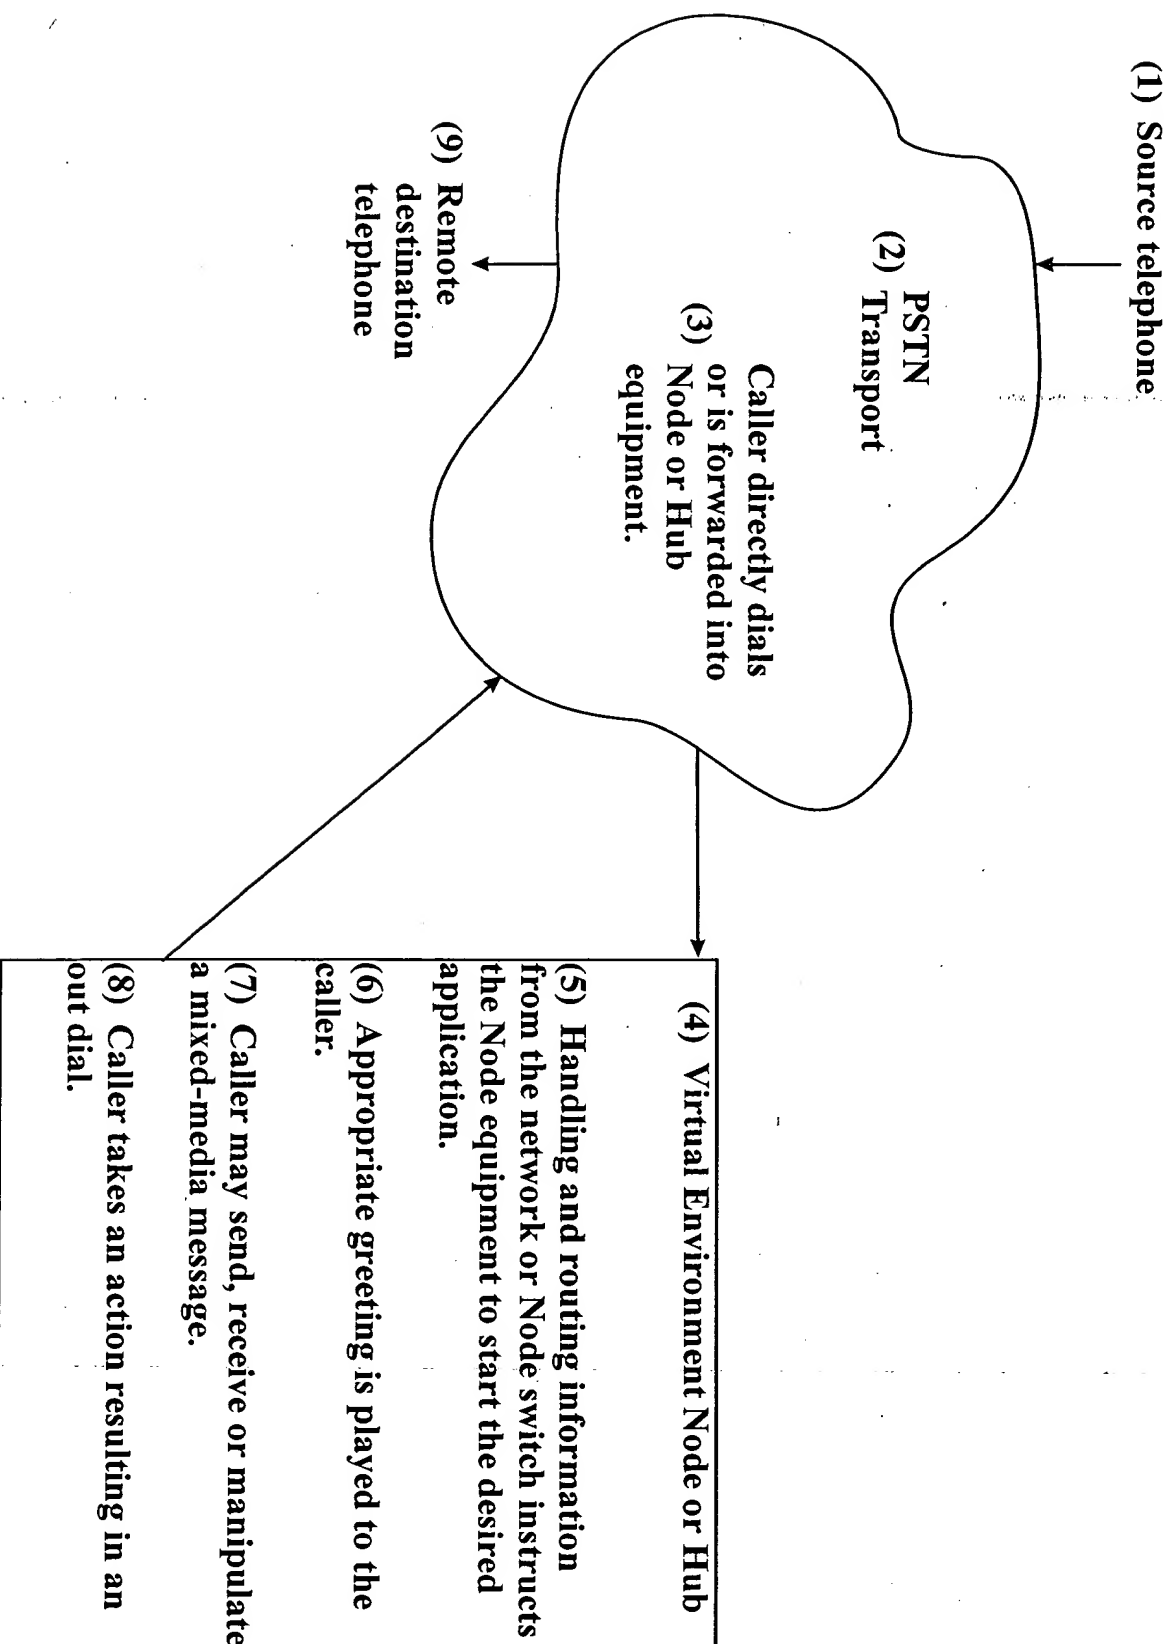 (1) Source telephone
PSTN
(2) Transport
Caller directly dials
(3) or is forwarded into
Node or Hub
equipment.
(9) Remote
destination
telephone
(4) Virtual Environment Node or Hub
(5) Handling and routing information
from the network or Node switch instructs
the Node equipment to start the desired
application.
(6) Appropriate greeting is played to the
caller.
(7) Caller may send, receive or manipulate
a mixed-media message.
(8) Caller takes an action resulting in an
out dial.